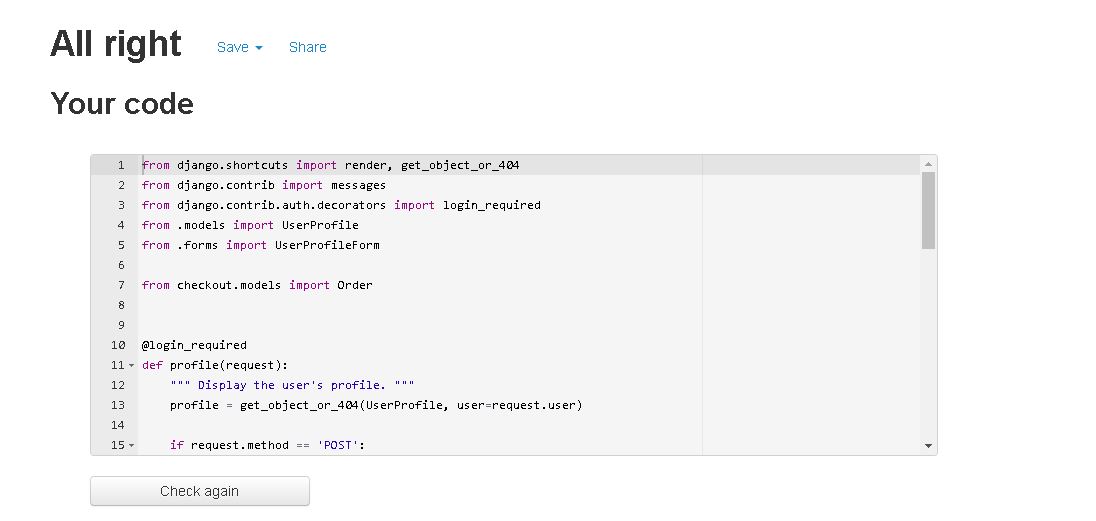 All right Save Share
Your code
1 from django.shortcuts import render, get_object_or_404
2 from django.contrib import messages
3 from django.contrib.auth.decorators import login_required
4 from .models import UserProfile
5 from .forms import UserProfileForm
6
7 from checkout.models import Order
8
9
10 @login_required
11 def profile(request):
12     """ Display the user's profile. """
13     profile = get_object_or_404(UserProfile, user=request.user)
14
15     if request.method == 'POST':
Check again